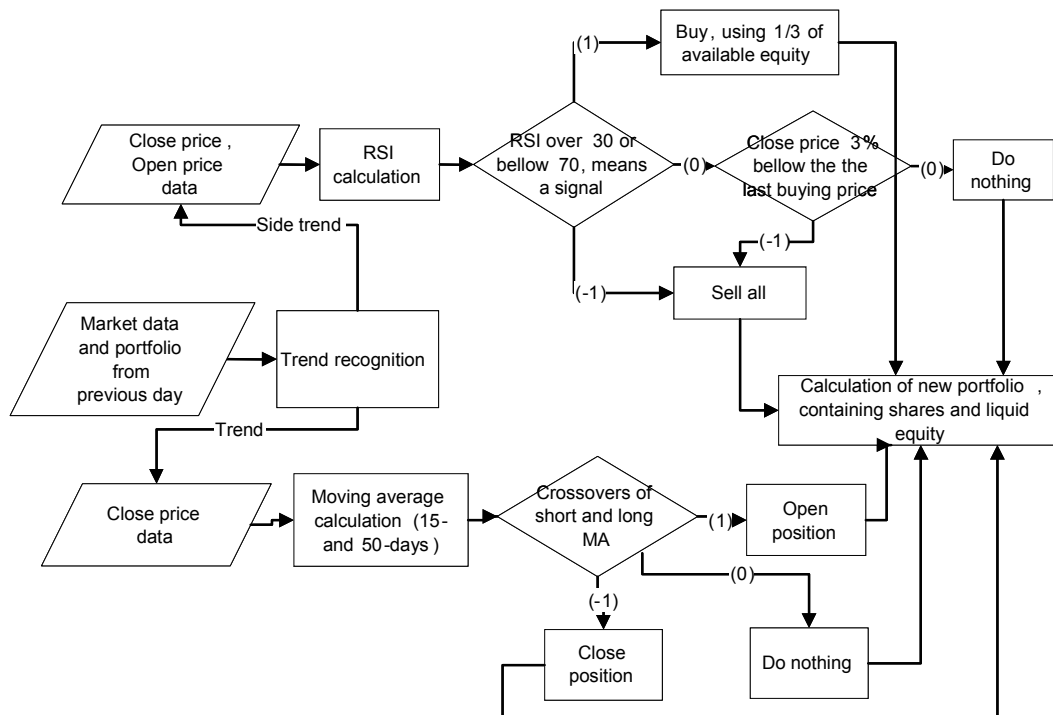 (1)
Buy, using 1/3 of
available equity
Close price ,
Open price
data
RSI
calculation
RSI over 30 or
bellow 70, means
a signal
(0)
Close price 3%
bellow the the
last buying price
(0)
Do
nothing
Side trend
(-1)
(-1)
Sell all
Market data
and portfolio
from
previous day
Trend recognition
Calculation of new portfolio ,
containing shares and liquid
equity
Trend
Close price
data
Moving average
calculation (15-
and 50-days )
Crossovers of
short and long
MA
(1)
Open
position
(0)
(-1)
Close
position
Do nothing